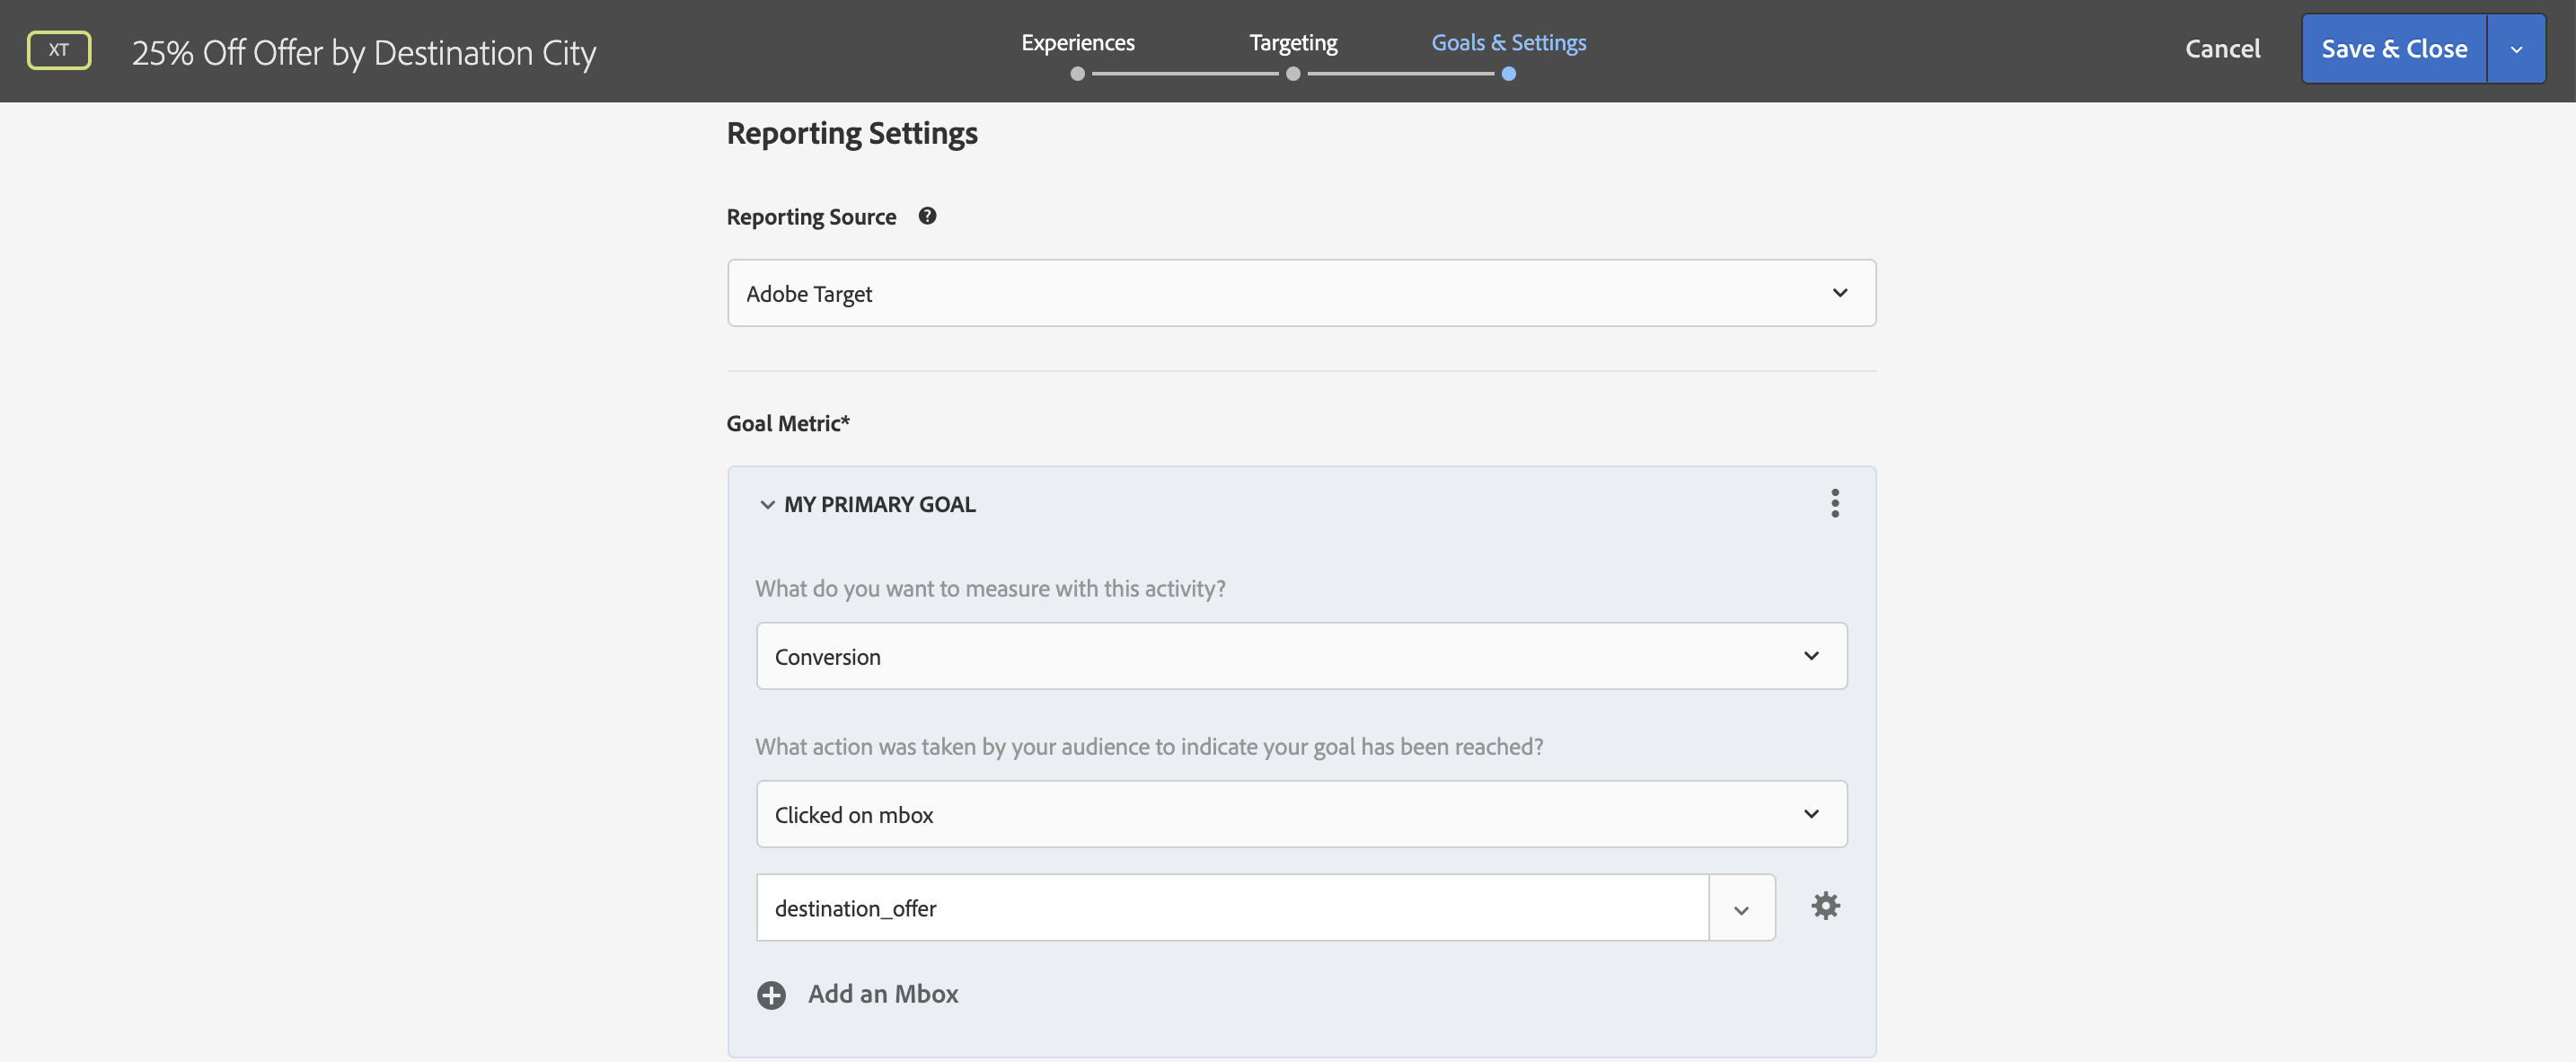 XT
25% Off Offer by Destination City
Experiences
Targeting
Goals & Settings
Cancel
Save & Close
Reporting Settings
Reporting Source
Adobe Target
Goal Metric*
MY PRIMARY GOAL
What do you want to measure with this activity?
Conversion
What action was taken by your audience to indicate your goal has been reached?
Clicked on mbox
destination_offer
Add an Mbox